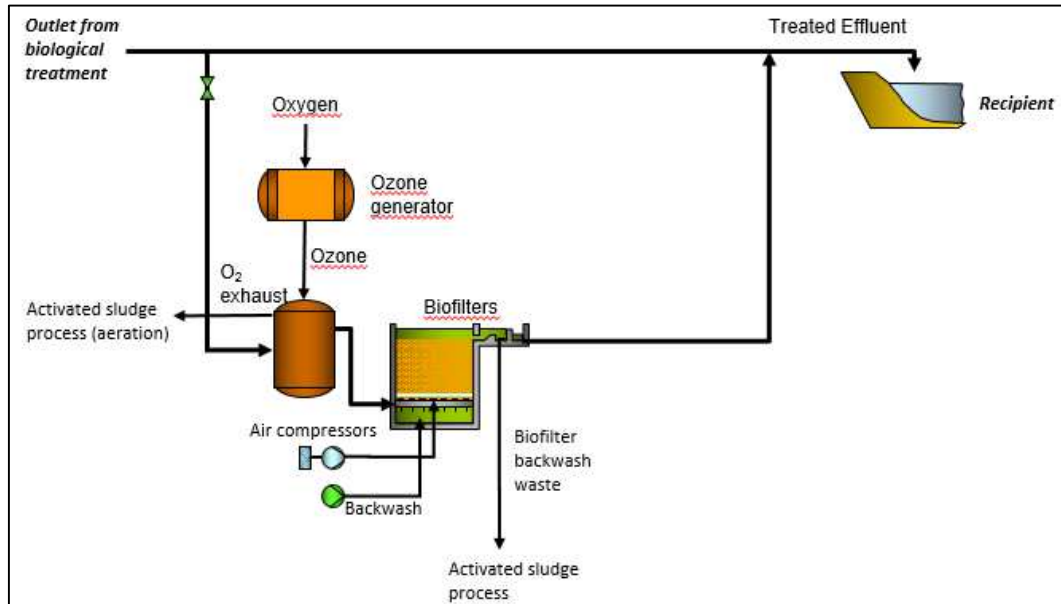 Outlet from
biological
treatment
Treated Effluent
Recipient
Oxygen
Ozone
generator
Ozone
O₂
exhaust
Activated sludge
process (aeration)
Biofilters
Air compressors
Backwash
Biofilter
backwash
waste
Activated sludge
process